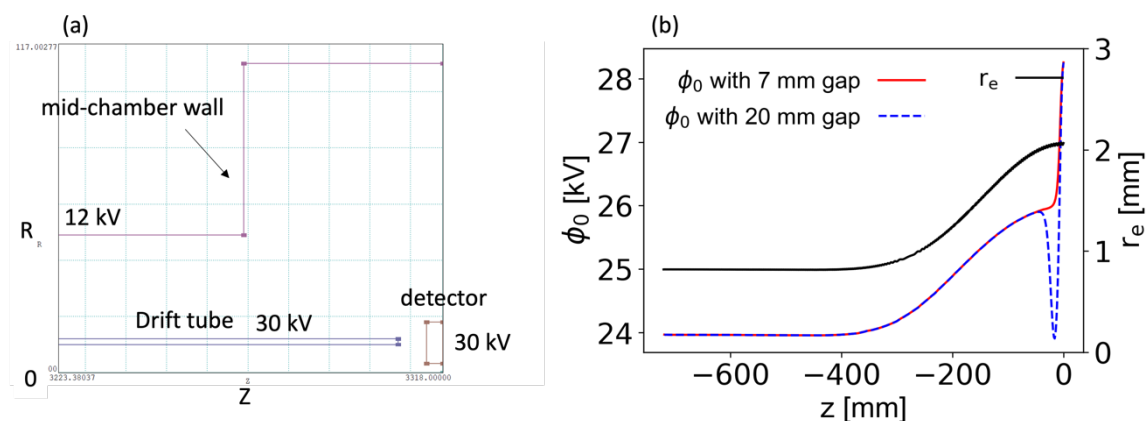 (a)
117.00277
mid-chamber wall
12 kV
R
R
detector
Drift tube 30 kV
30 kV
00
0
3223.38037
Z
3318.00000
Z
(b)
3
28
ϕ₀ with 7 mm gap
rₑ
ϕ₀ with 20 mm gap
27
2
ϕ₀ [kV]
26
rₑ [mm]
1
25
24
0
−600
−400
−200
0
z [mm]